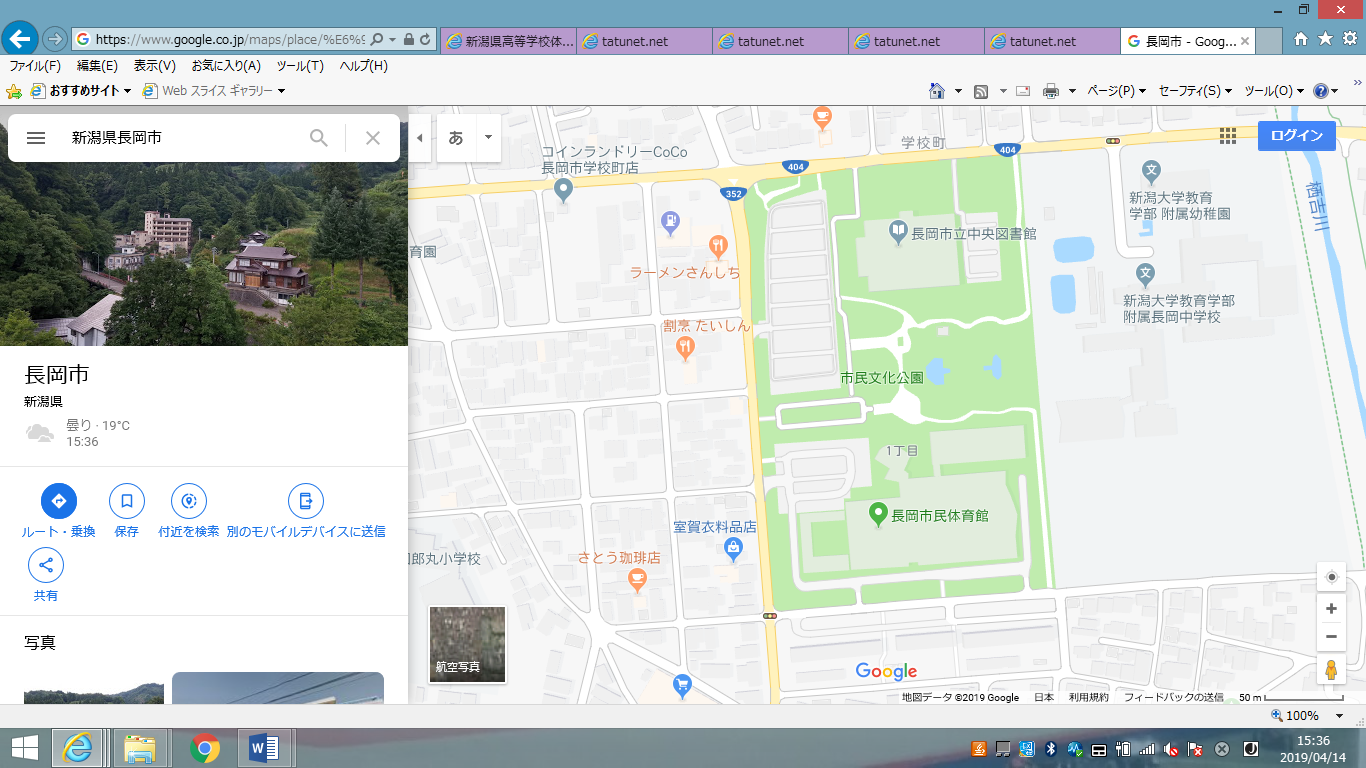 https://www.google.co.jp/maps/place/%E6%9
新潟県高等学校体...
tatunet.net
tatunet.net
tatunet.net
tatunet.net
長岡市 - Goog...
ファイル(F)
編集(E)
表示(V)
お気に入り(A)
ツール(T)
ヘルプ(H)
おすすめサイト
Web スライス ギャラリー
ページ(P)
セーフティ(S)
ツール(O)
新潟県長岡市
あ
ログイン
長岡市
新潟県
曇り · 19°C
15:36
ルート・乗換
保存
付近を検索
別のモバイルデバイスに送信
共有
写真
コインランドリーCoCo
長岡市学校町店
学校町
404
404
352
育園
ラーメンさんしち
割烹 たいしん
長岡市立中央図書館
新潟大学教育
学部 附属幼稚園
栖吉川
新潟大学教育学部
附属長岡中学校
市民文化公園
1丁目
長岡市民体育館
室賀衣料品店
さとう珈琲店
郎丸小学校
航空写真
Google
地図データ ©2019 Google
日本
利用規約
フィードバックの送信
50 m
100%
15:36
2019/04/14